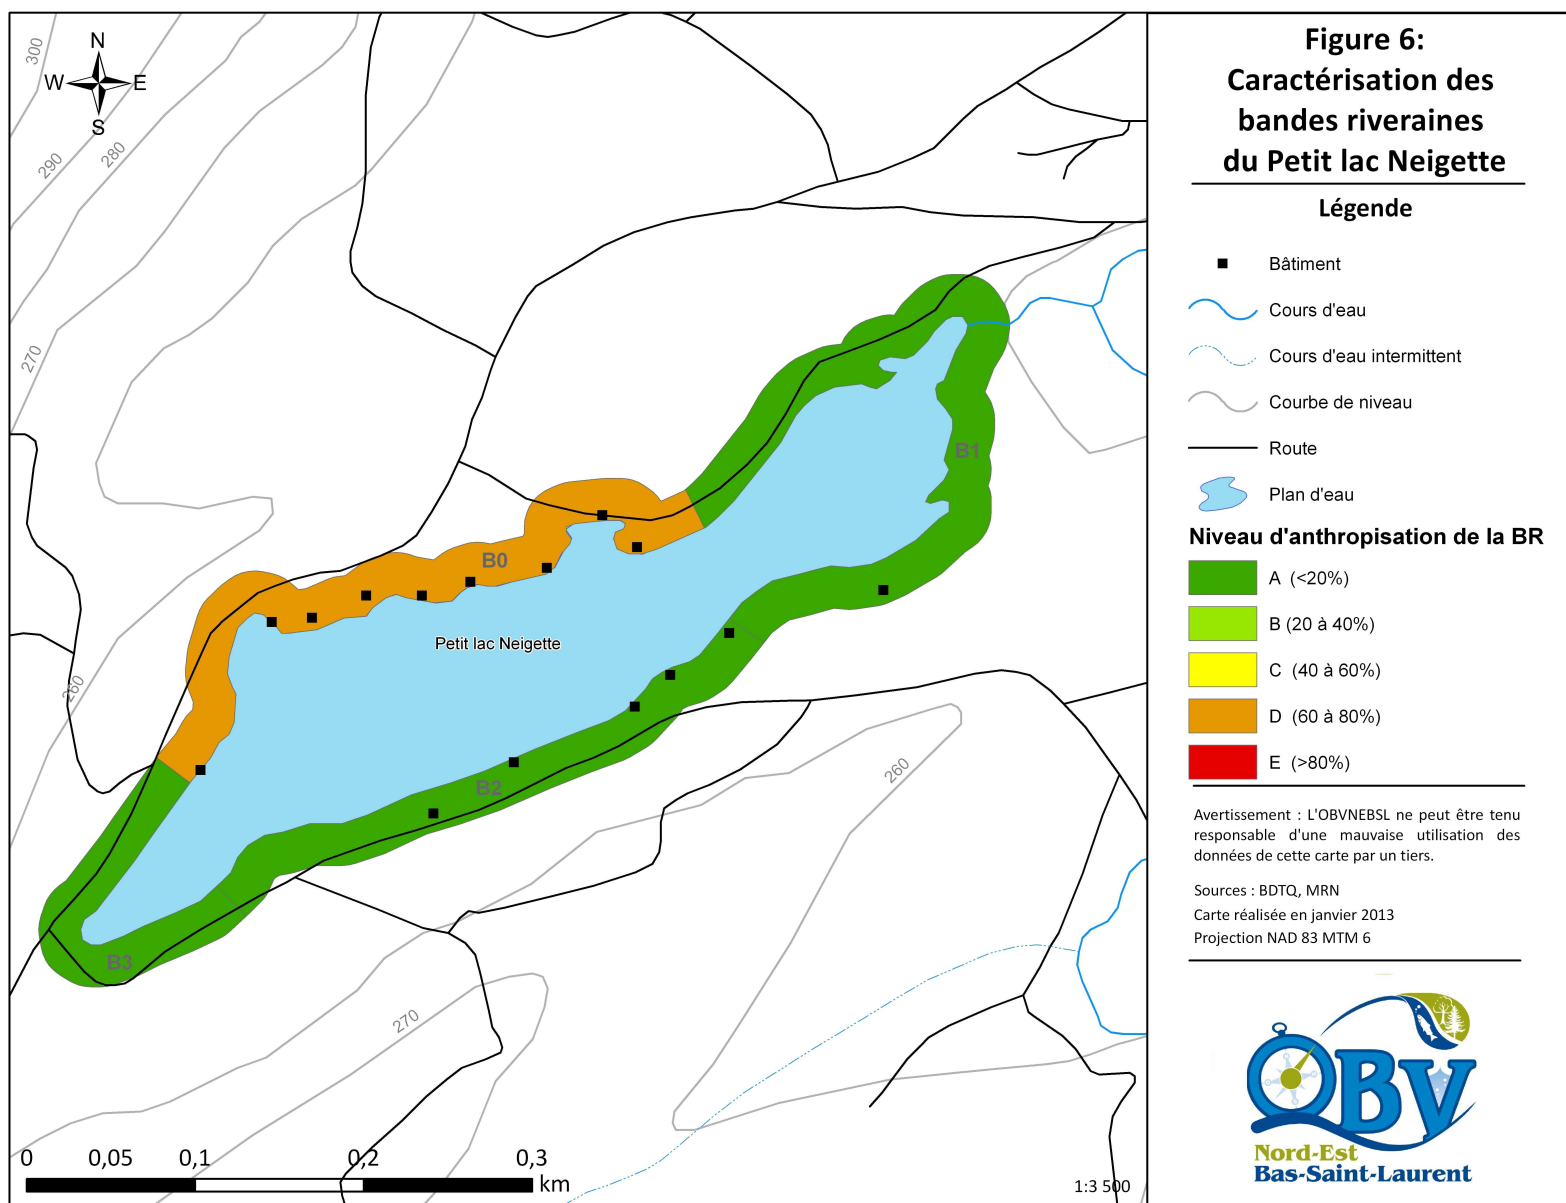 Figure 6:
Caractérisation des
bandes riveraines
du Petit lac Neigette
Légende
Bâtiment
Cours d'eau
Cours d'eau intermittent
Courbe de niveau
Route
Plan d'eau
Niveau d'anthropisation de la BR
A (<20%)
B (20 à 40%)
C (40 à 60%)
D (60 à 80%)
E (>80%)
Avertissement : L'OBVNEBSL ne peut être tenu
responsable d'une mauvaise utilisation des
données de cette carte par un tiers.
Sources : BDTQ, MRN
Carte réalisée en janvier 2013
Projection NAD 83 MTM 6
OBV
Nord-Est
Bas-Saint-Laurent
N
W E
S
300
290
280
270
260
B1
B0
Petit lac Neigette
B2
260
B3
270
0 0,05 0,1 0,2 0,3
km
1:3 500